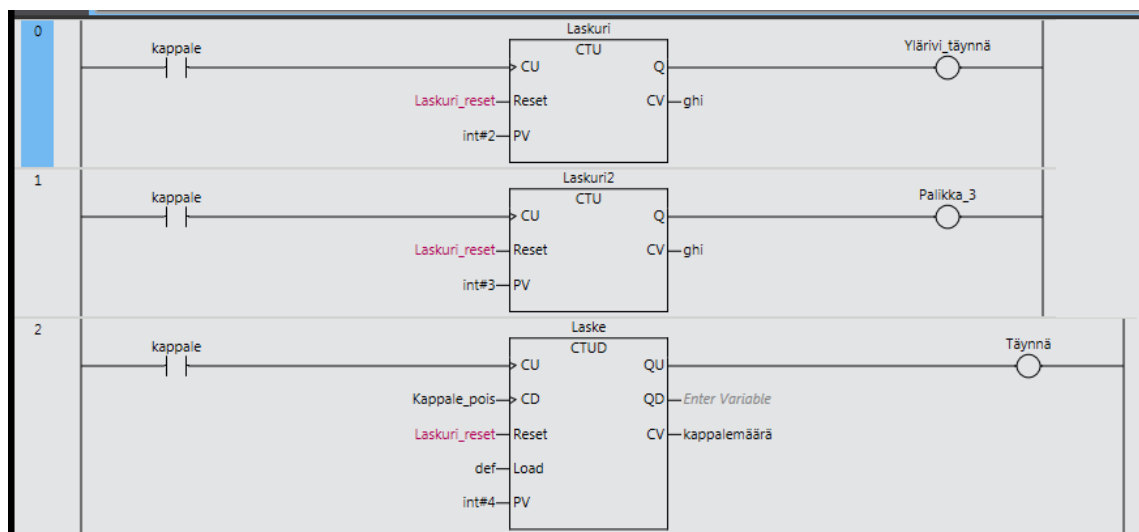 0
Laskuri
kappale
CTU
Ylärivi_täynnä
CU
Q
Laskuri_reset
Reset
CV
ghi
int#2
PV
1
Laskuri2
kappale
CTU
Palikka_3
CU
Q
Laskuri_reset
Reset
CV
ghi
int#3
PV
2
Laske
kappale
CTUD
Täynnä
CU
QU
Kappale_pois
CD
QD
Enter Variable
Laskuri_reset
Reset
CV
kappalemäärä
def
Load
int#4
PV